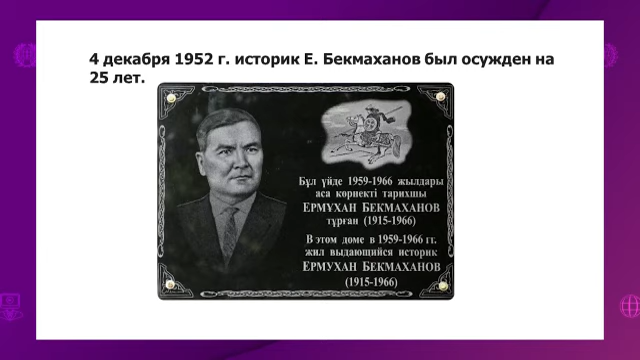 4 декабря 1952 г. историк Е. Бекмаханов был осужден на
25 лет.
Бұл үйде 1959-1966 жылдары
аса көрнекті тарихшы
ЕРМҰХАН БЕКМАХАНОВ
тұрған (1915-1966)
В этом доме в 1959-1966 гг.
жил выдающийся историк
ЕРМУХАН БЕКМАХАНОВ
(1915-1966)